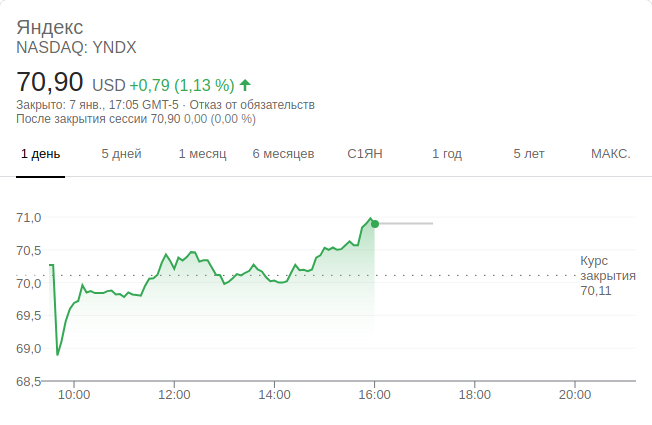 Яндекс
NASDAQ: YNDX
70,90 USD +0,79 (1,13 %)
Закрыто: 7 янв., 17:05 GMT-5 · Отказ от обязательств
После закрытия сессии 70,90 0,00 (0,00 %)
1 день 5 дней 1 месяц 6 месяцев С1ЯН 1 год 5 лет МАКС.
71,0
70,5
Курс
закрытия
70,11
70,0
69,5
69,0
68,5
10:00 12:00 14:00 16:00 18:00 20:00